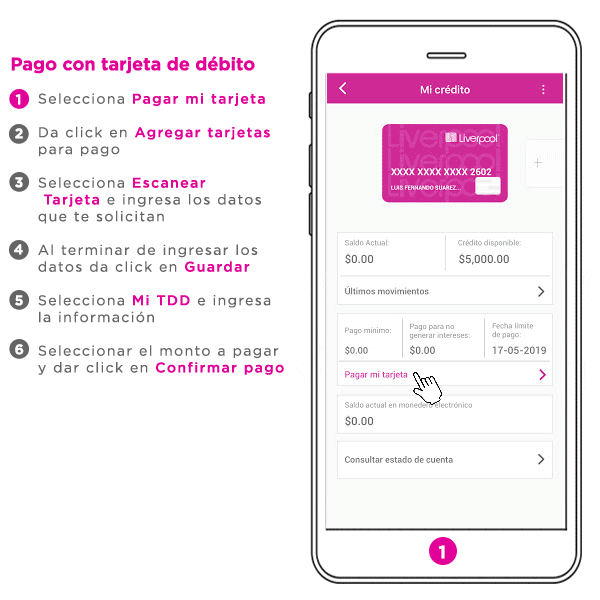 Pago con tarjeta de débito
1 Selecciona Pagar mi tarjeta
2 Da click en Agregar tarjetas
para pago
3 Selecciona Escanear
Tarjeta e ingresa los datos
que te solicitan
4 Al terminar de ingresar los
datos da click en Guardar
5 Selecciona Mi TDD e ingresa
la información
6 Seleccionar el monto a pagar
y dar click en Confirmar pago
Mi crédito
Liverpool
XXXX XXXX XXXX 2602
LUIS FERNANDO SUAREZ...
+
Saldo Actual:
$0.00
Crédito disponible:
$5,000.00
Últimos movimientos
Pago mínimo:
$0.00
Pago para no
generar intereses:
$0.00
Fecha límite
de pago:
17-05-2019
Pagar mi tarjeta
Saldo actual en monedero electrónico
$0.00
Consultar estado de cuenta
1